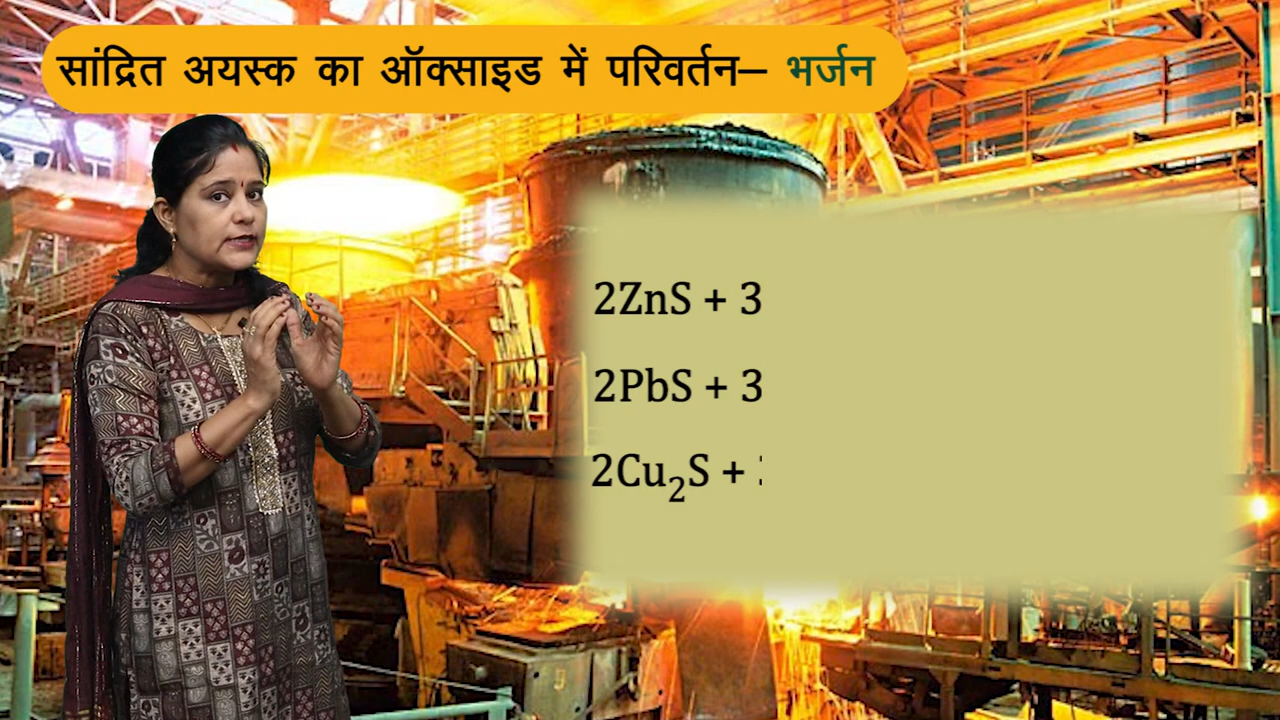 सांद्रित अयस्क का ऑक्साइड में परिवर्तन– भर्जन
2ZnS + 3
2PbS + 3
2Cu₂S +